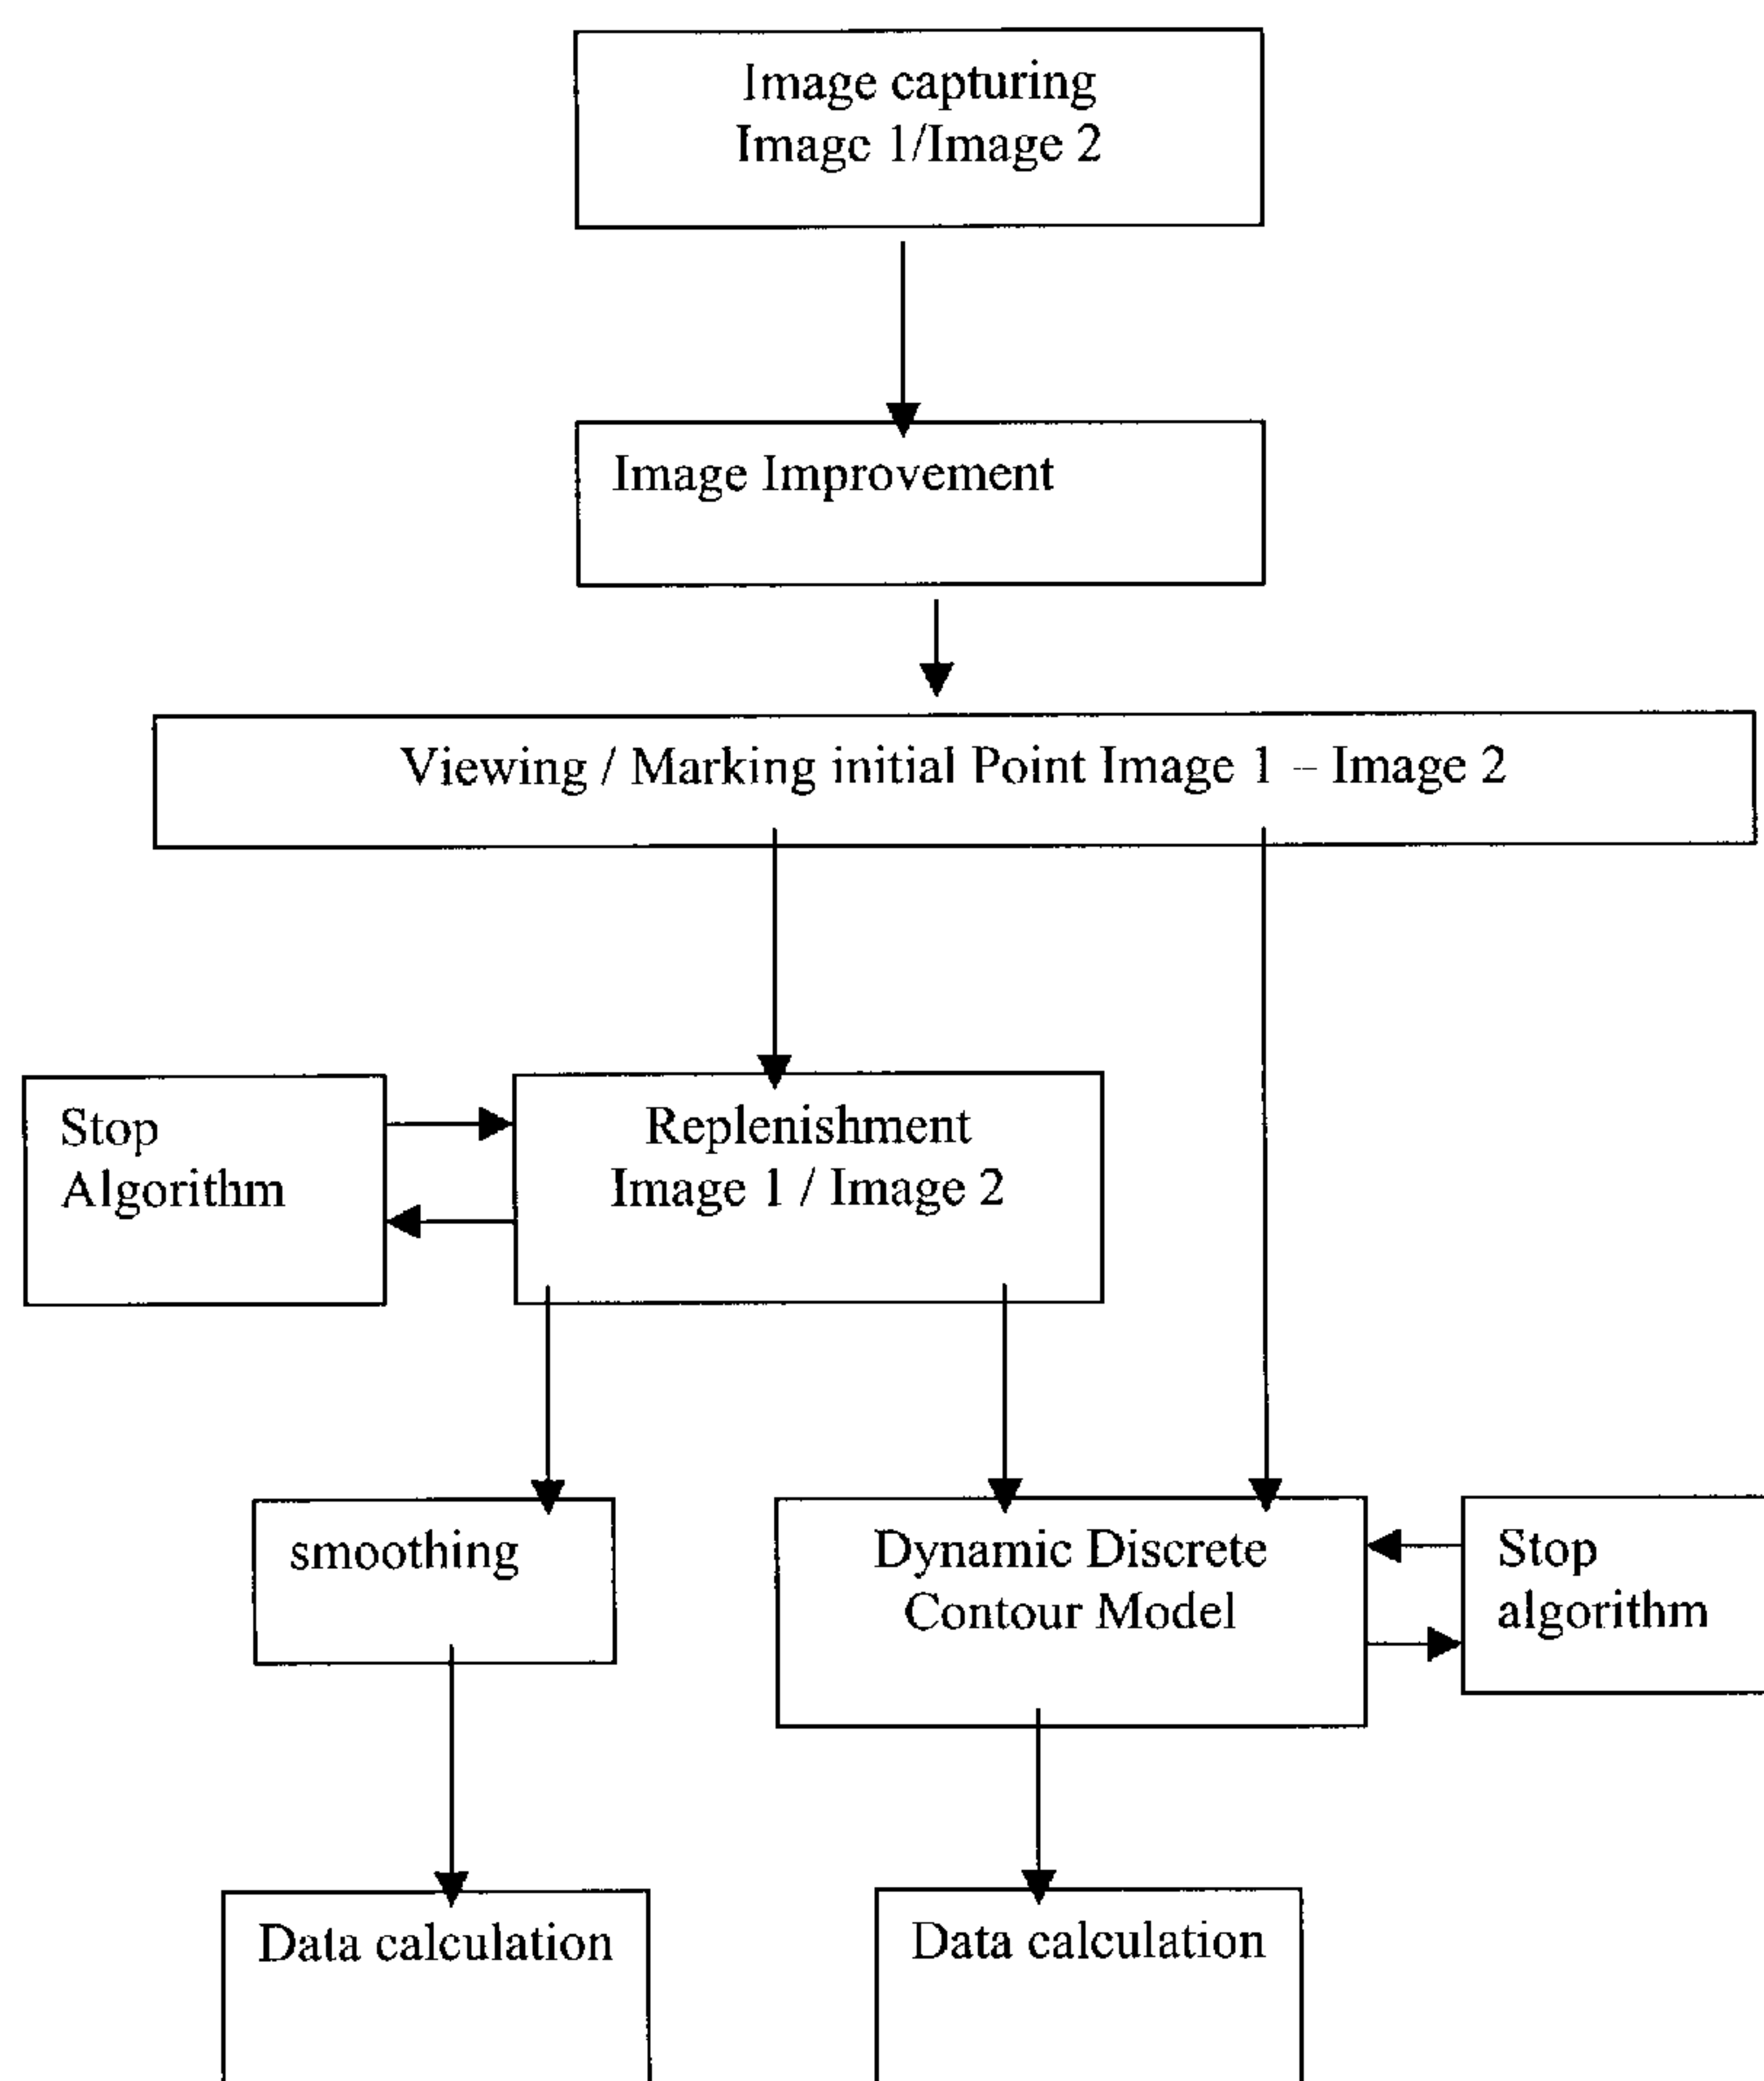 Image capturing
Image 1/Image 2
Image Improvement
Viewing / Marking initial Point Image 1 – Image 2
Stop
Algorithm
Replenishment
Image 1 / Image 2
smoothing
Dynamic Discrete
Contour Model
Stop
algorithm
Data calculation
Data calculation